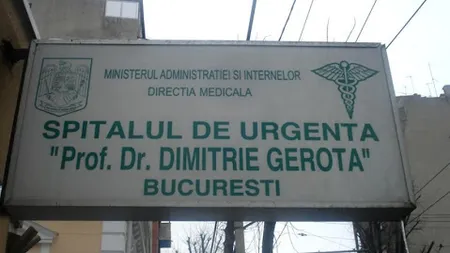 MINISTERUL ADMINISTRATIEI SI INTERNELOR
DIRECTIA MEDICALA
SPITALUL DE URGENTA
"Prof. Dr. DIMITRIE GEROTA"
BUCURESTI